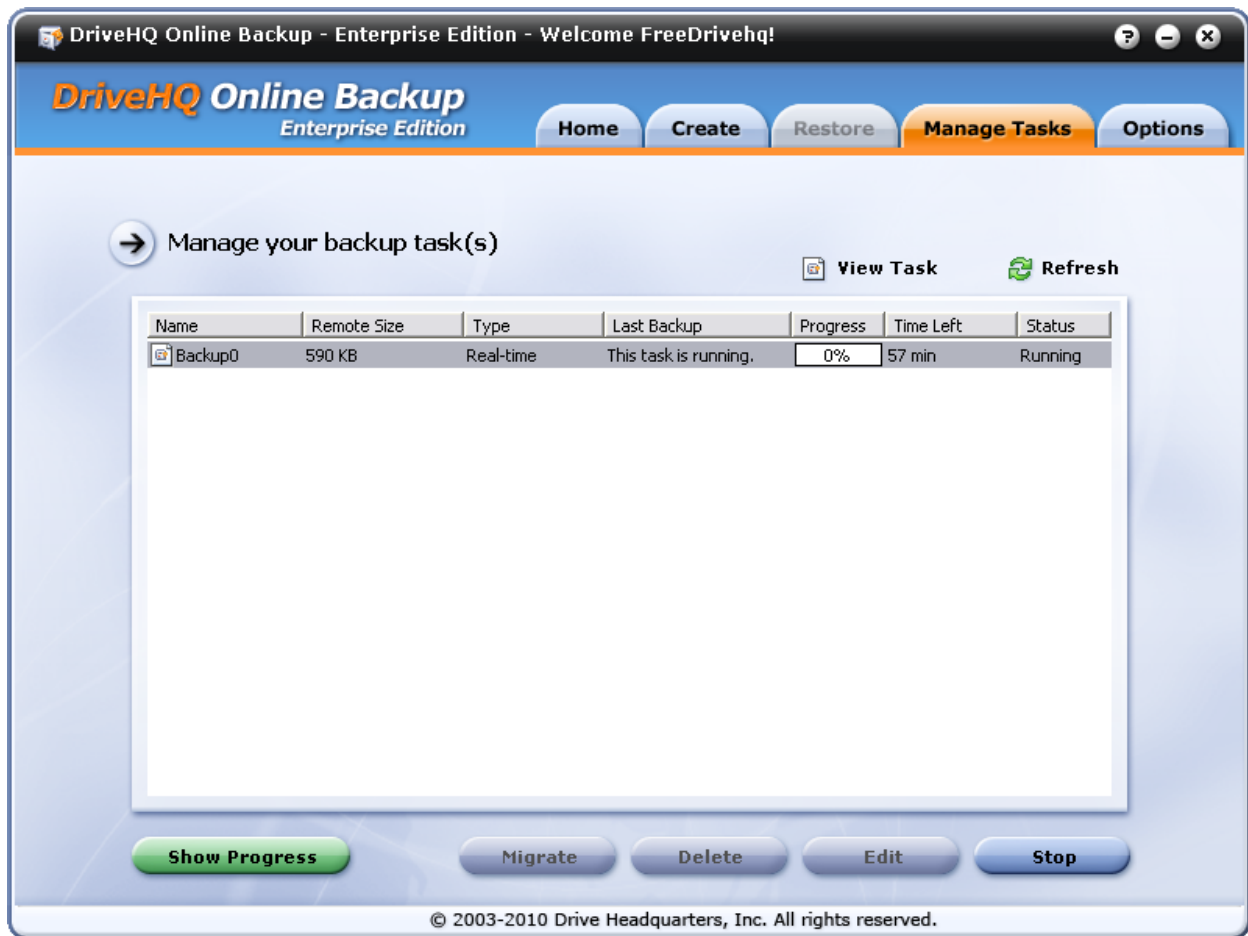 DriveHQ Online Backup - Enterprise Edition - Welcome FreeDrivehq!
DriveHQ Online Backup
Enterprise Edition
Home Create Restore Manage Tasks Options
Manage your backup task(s)
View Task Refresh
Name Remote Size Type Last Backup Progress Time Left Status
Backup0 590 KB Real-time This task is running. 0% 57 min Running
Show Progress Migrate Delete Edit Stop
© 2003-2010 Drive Headquarters, Inc. All rights reserved.